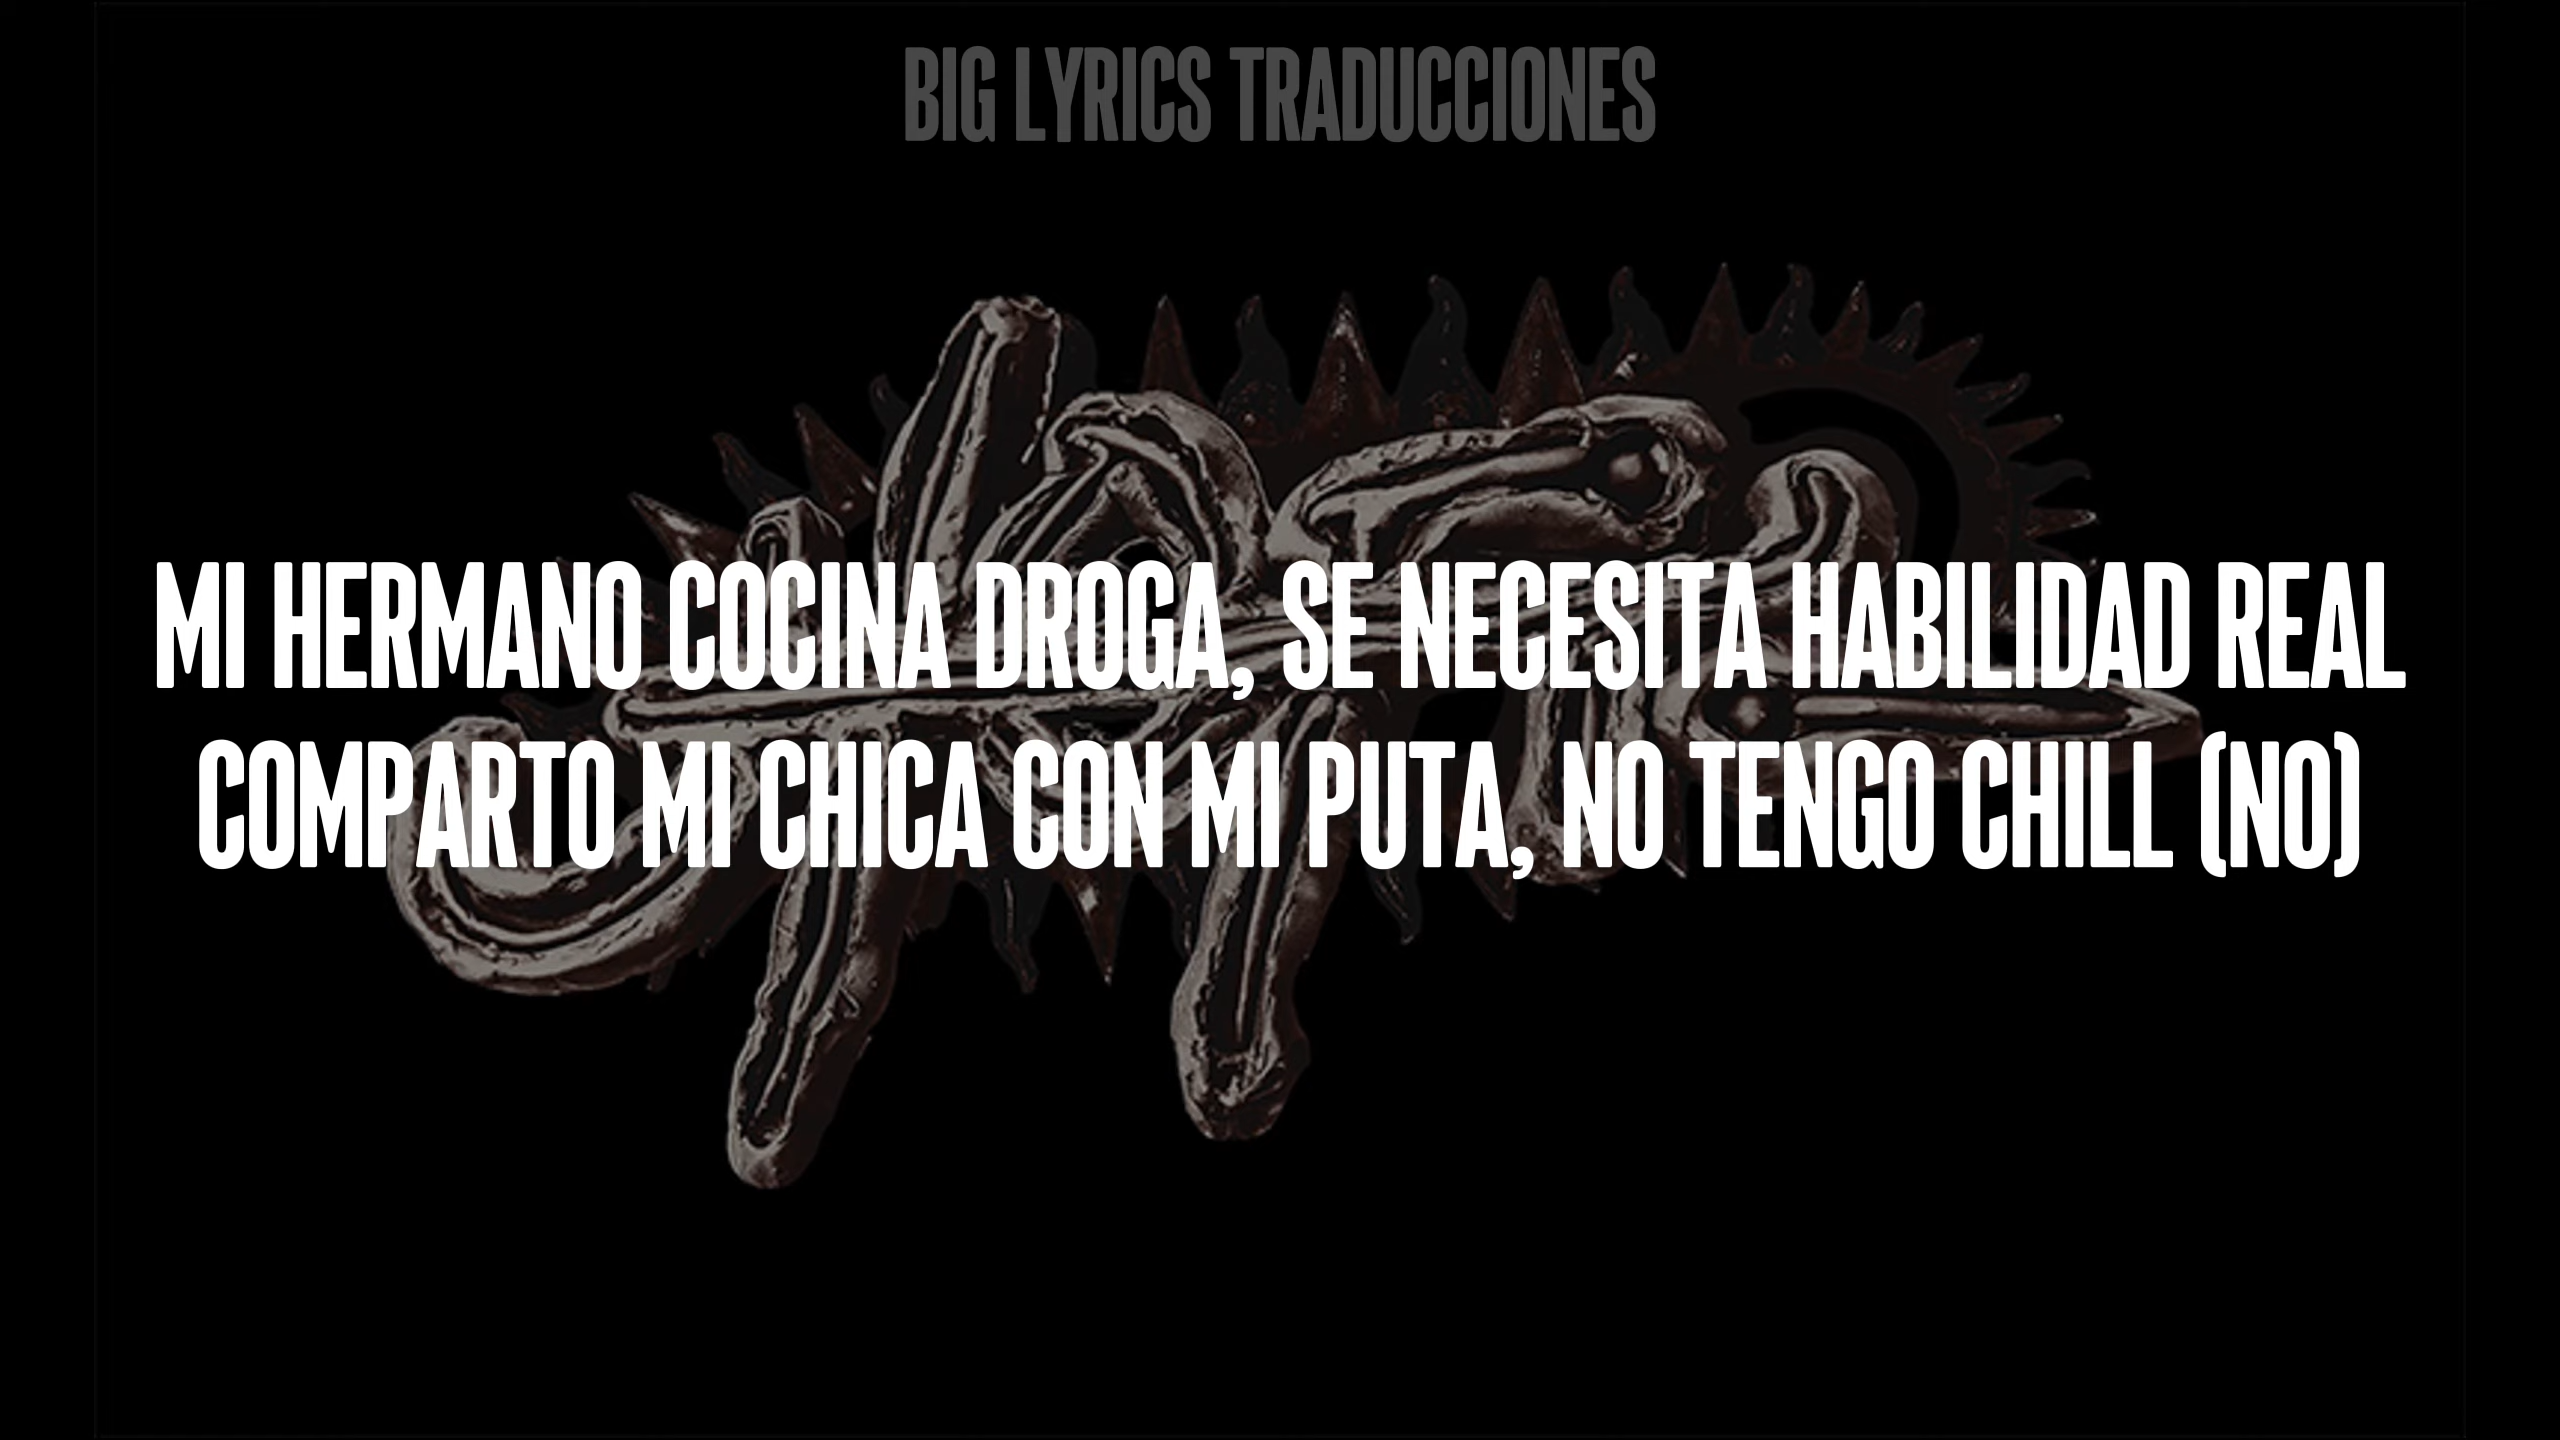 BIG LYRICS TRADUCCIONES
MI HERMANO COCINA DROGA, SE NECESITA HABILIDAD REAL
COMPARTO MI CHICA CON MI PUTA, NO TENGO CHILL (NO)